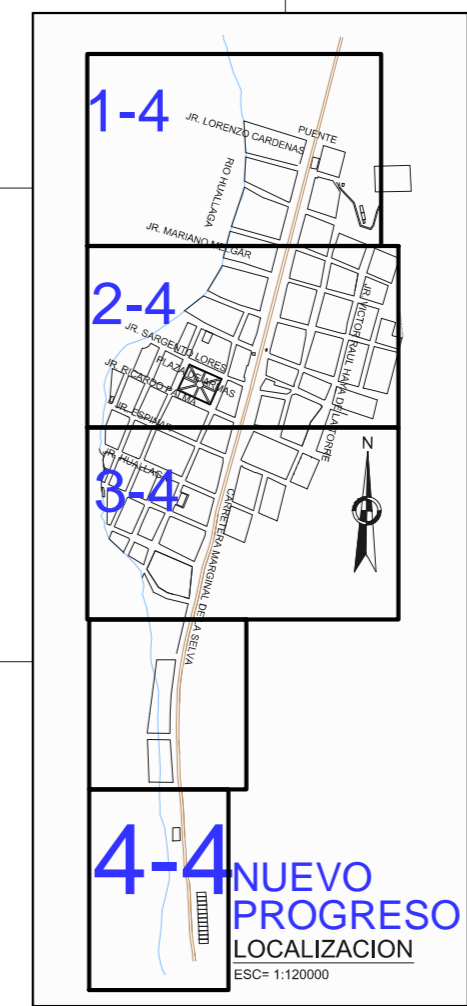 1-4
JR. LORENZO CARDENAS
PUENTE
RIO HUALLAGA
JR. MARIANO MELGAR
2-4
JR. SARGENTO LORES
PLAZA DE ARMAS
JR. RICARDO PALMA
JR. ESPINAR
JR. VICTOR RAUL HAYA DE LA TORRE
JR. HUALLAGA
3-4
N
CARRETERA MARGINAL DE LA SELVA
4-4
NUEVO
PROGRESO
LOCALIZACION
ESC= 1:120000